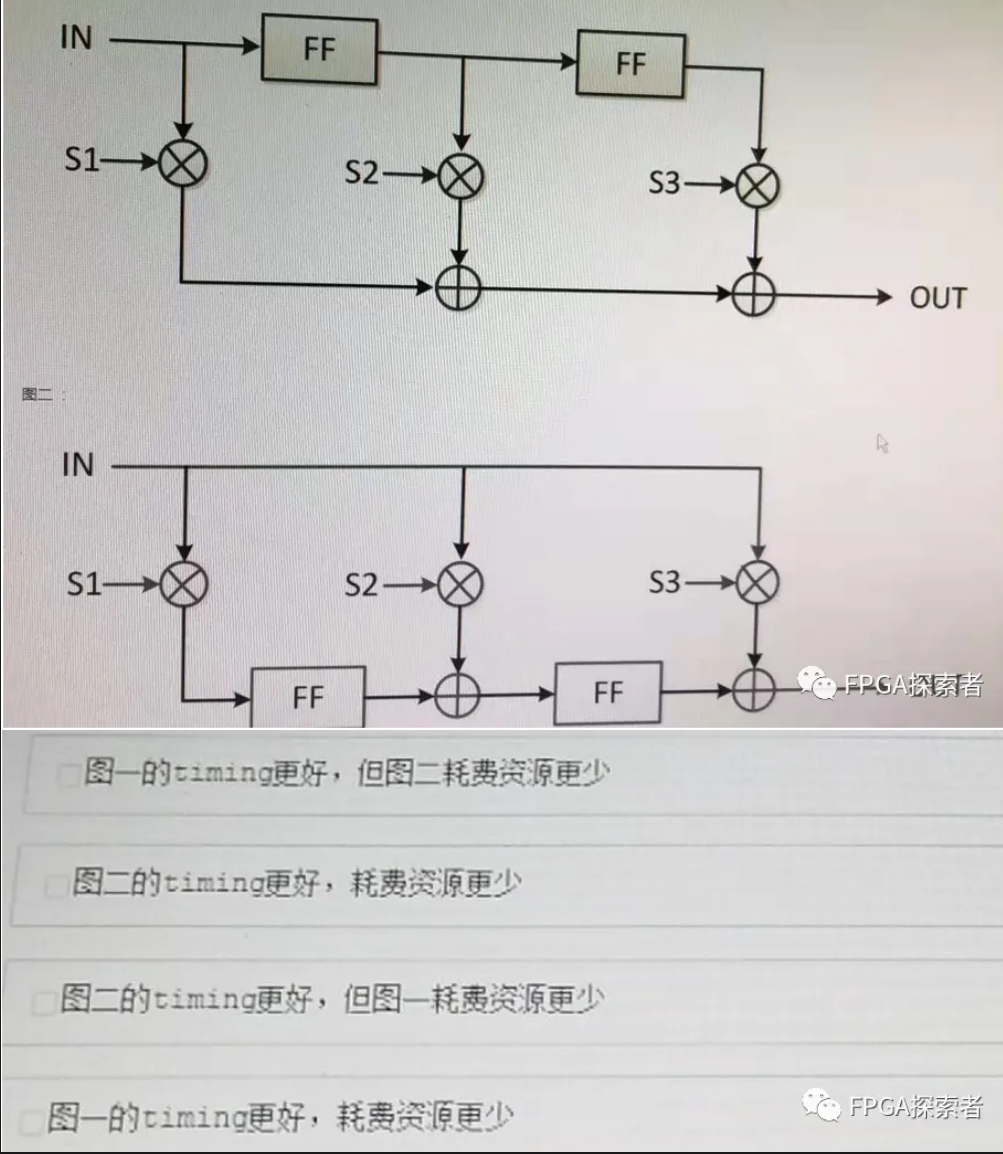 IN
FF
FF
S1
S2
S3
OUT
图二 :
IN
S1
S2
S3
FF
FF
FPGA探索者
图一的timing更好，但图二耗费资源更少
图二的timing更好，耗费资源更少
图二的timing更好，但图一耗费资源更少
图一的timing更好，耗费资源更少
FPGA探索者